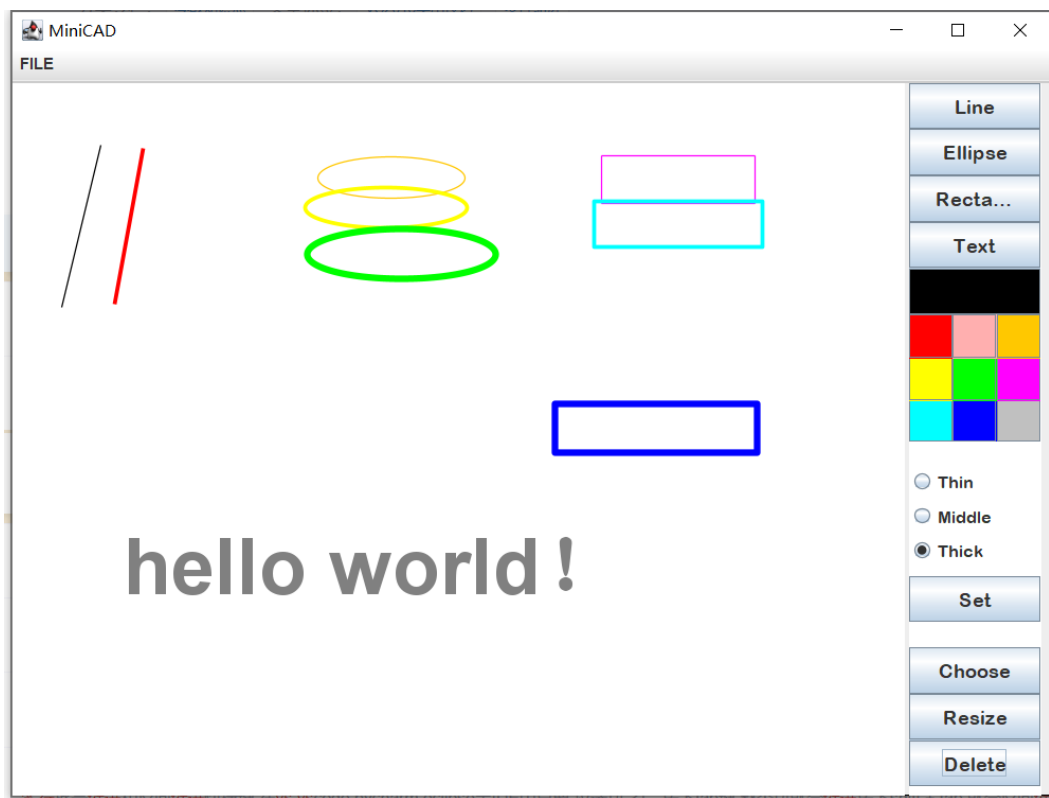 MiniCAD
FILE
Line
Ellipse
Recta...
Text
Thin
Middle
Thick
Set
Choose
Resize
Delete
hello world！